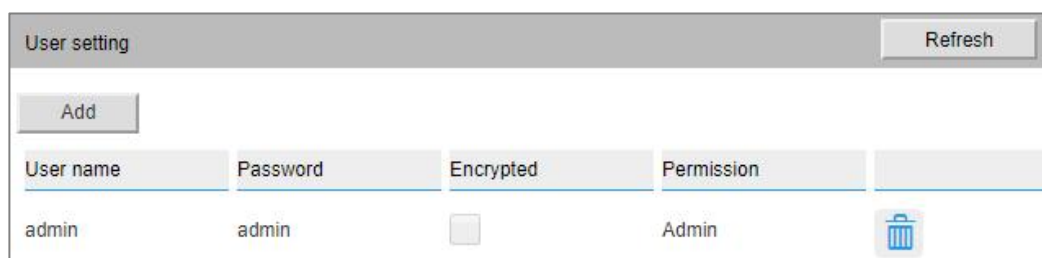 User setting Refresh
Add
User name Password Encrypted Permission
admin admin Admin